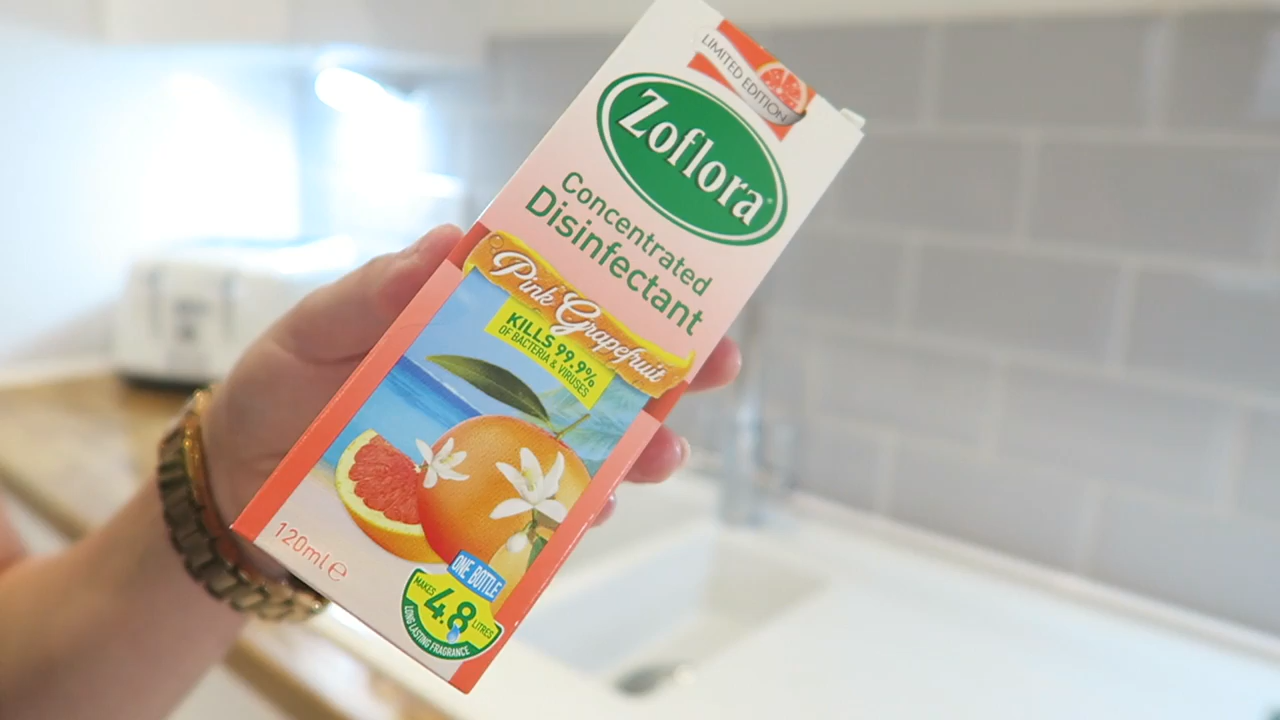 LIMITED EDITION
Zoflora
Concentrated
Disinfectant
Pink Grapefruit
KILLS 99.9%
OF BACTERIA & VIRUSES
120ml e
ONE BOTTLE
MAKES
4.8
LITRES
LONG LASTING FRAGRANCE